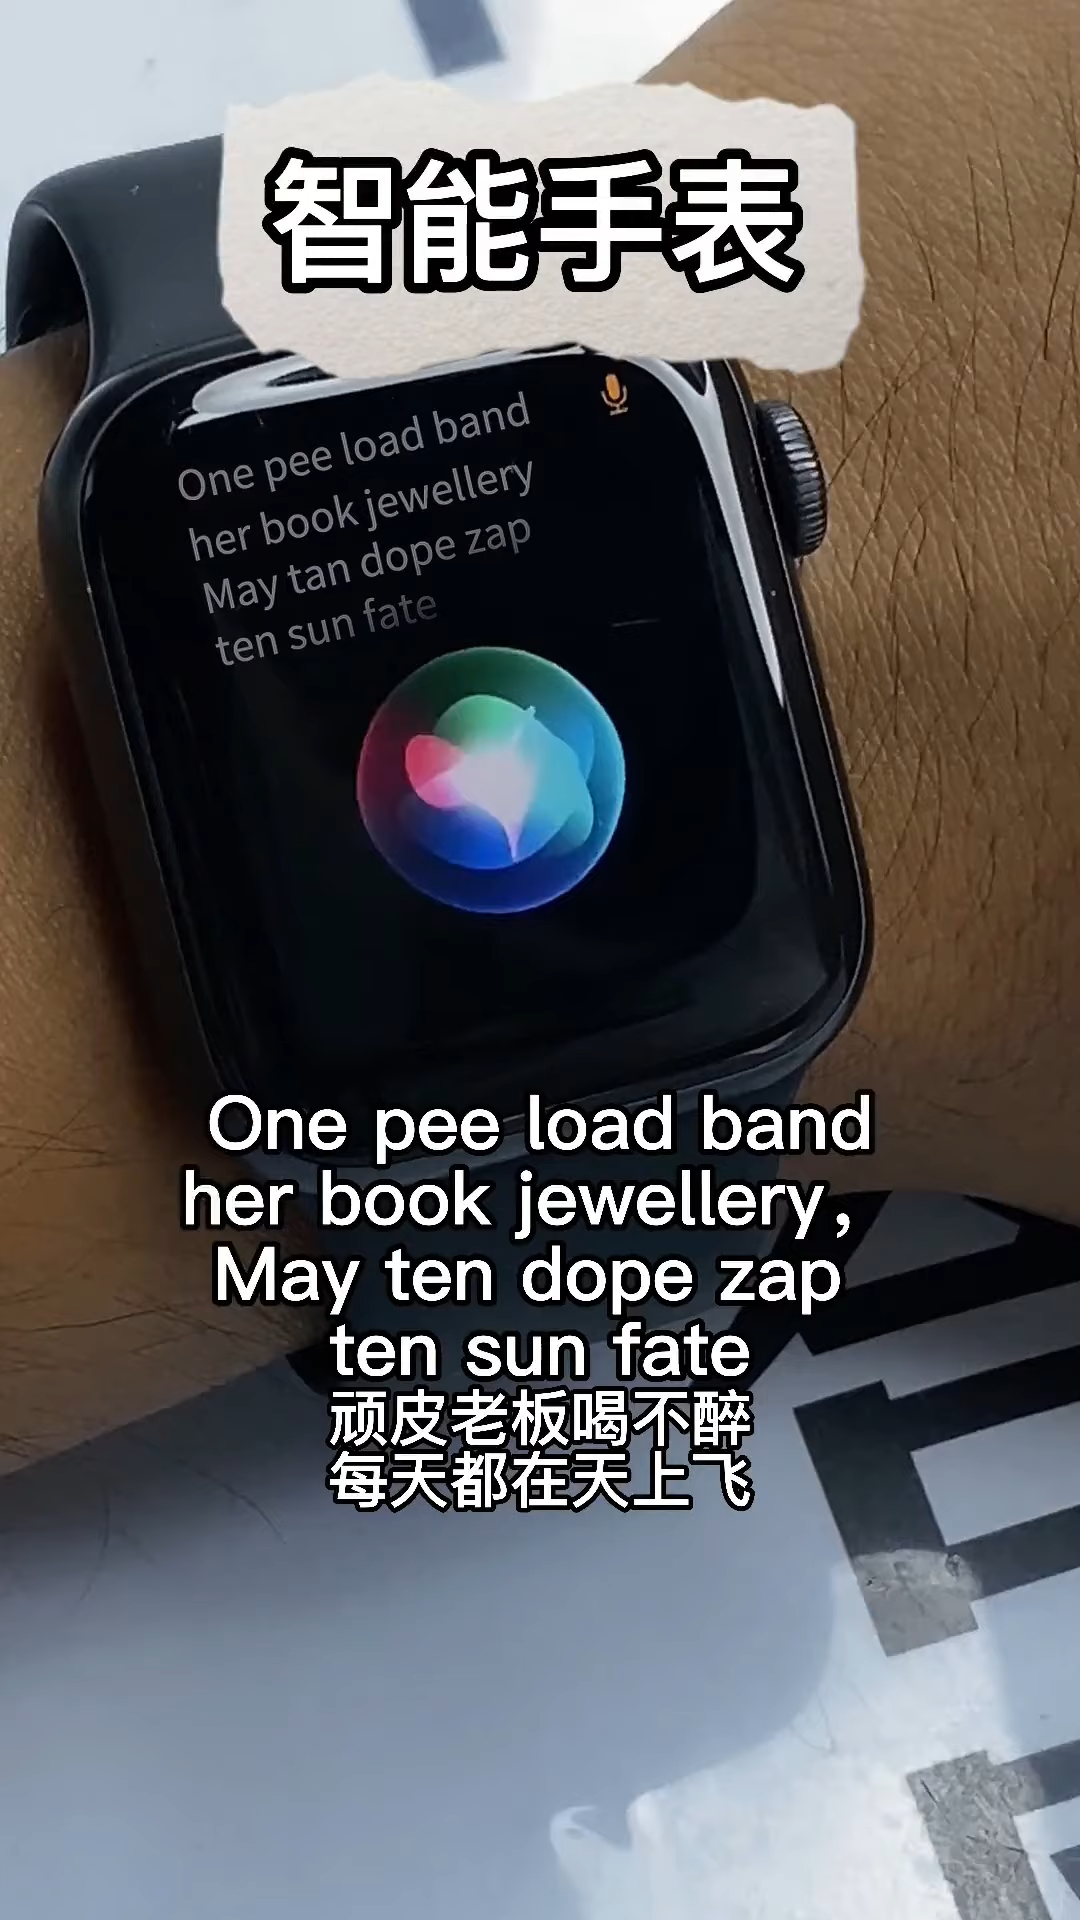 智能手表
One pee load band
her book jewellery
May tan dope zap
ten sun fate
One pee load band
her book jewellery，
May ten dope zap
ten sun fate
顽皮老板喝不醉
每天都在天上飞